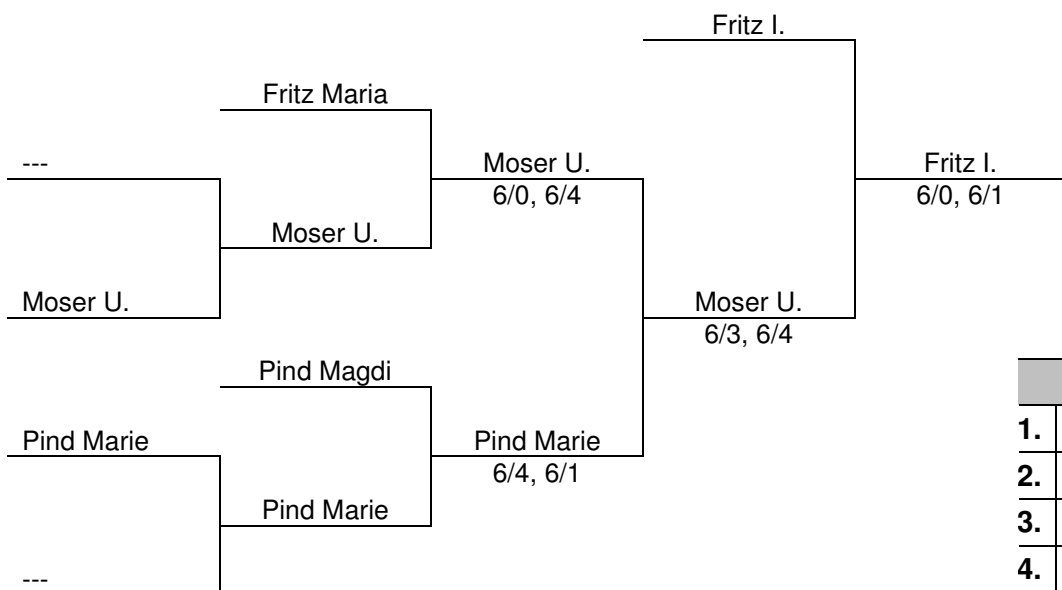 Fritz I.
Fritz Maria
---
Moser U.
Fritz I.
6/0, 6/4
6/0, 6/1
Moser U.
Moser U.
Moser U.
6/3, 6/4
Pind Magdi
Pind Marie
Pind Marie
6/4, 6/1
Pind Marie
---
1.
2.
3.
4.